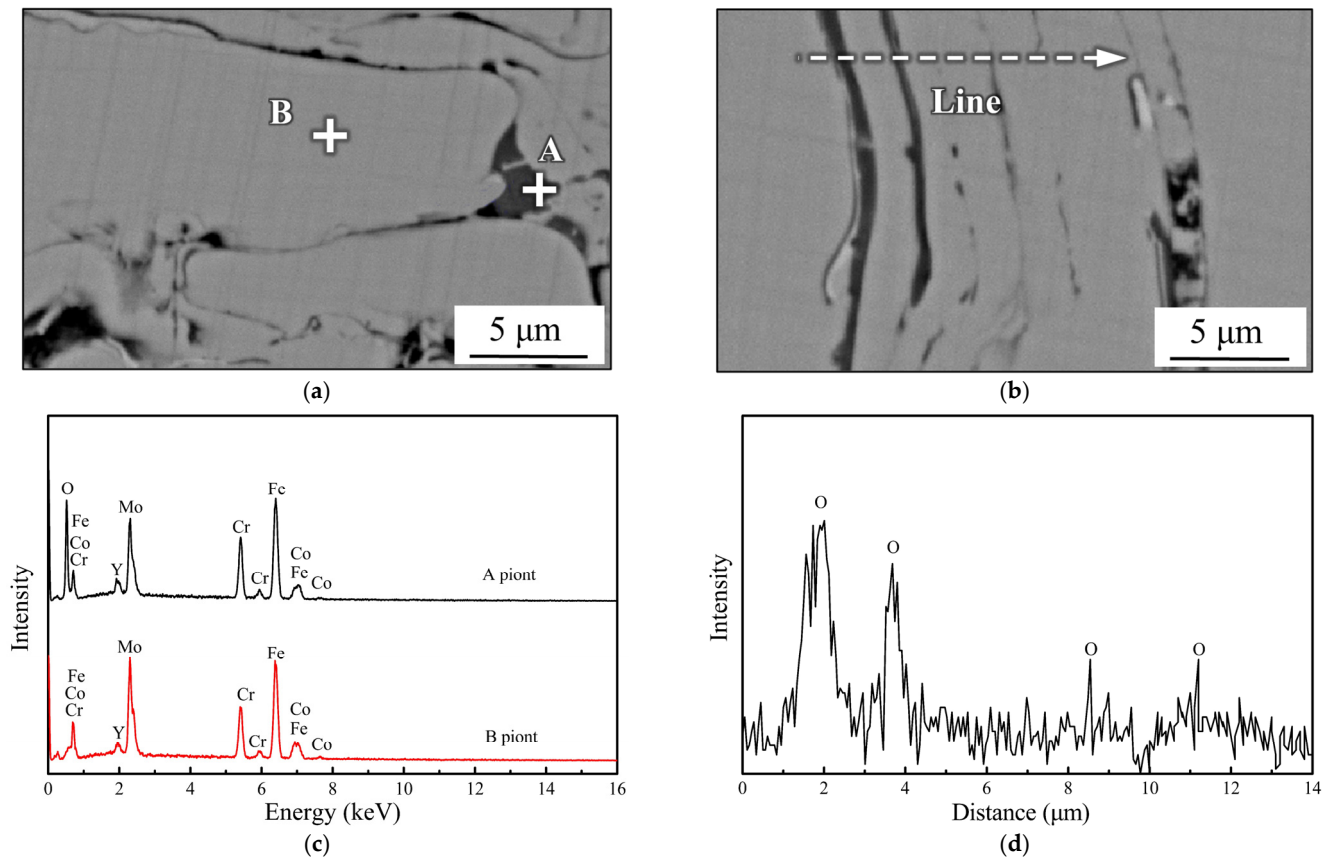 B
A
5 μm
Line
5 μm
(a)
(b)
O
Fe
Co
Cr
Y
Mo
Cr
Cr
Fe
Co
Fe
Co
A piont
Fe
Co
Cr
Y
Mo
Cr
Cr
Fe
Co
Fe
Co
B piont
Intensity
0 2 4 6 8 10 12 14 16
Energy (keV)
(c)
O
O
O
O
Intensity
0 2 4 6 8 10 12 14
Distance (μm)
(d)